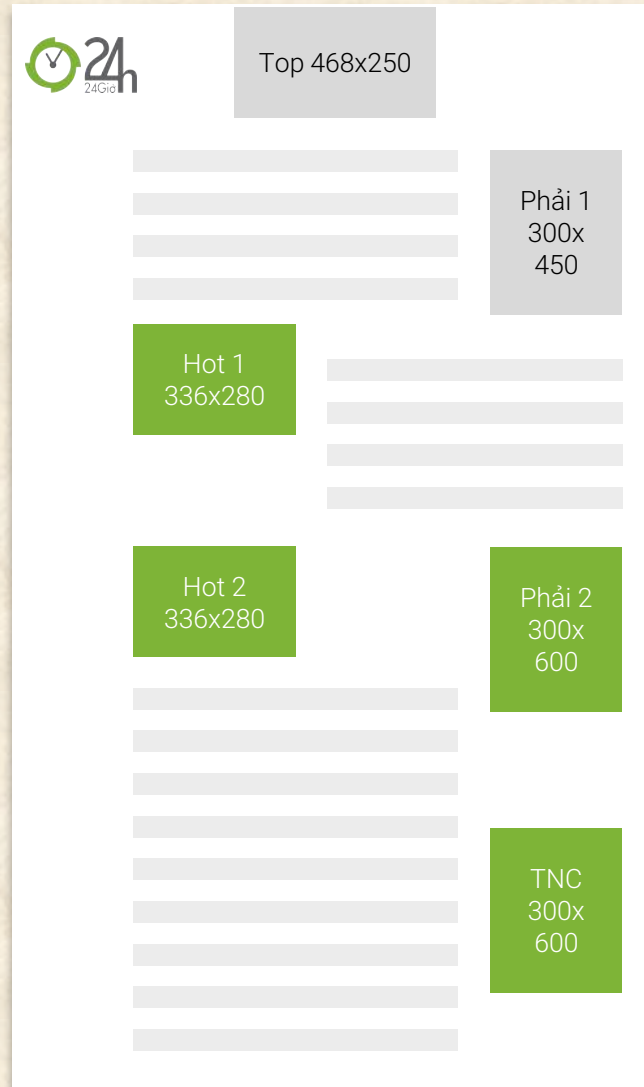 24h
24Giờ
Top 468x250
Phải 1
300x
450
Hot 1
336x280
Hot 2
336x280
Phải 2
300x
600
TNC
300x
600